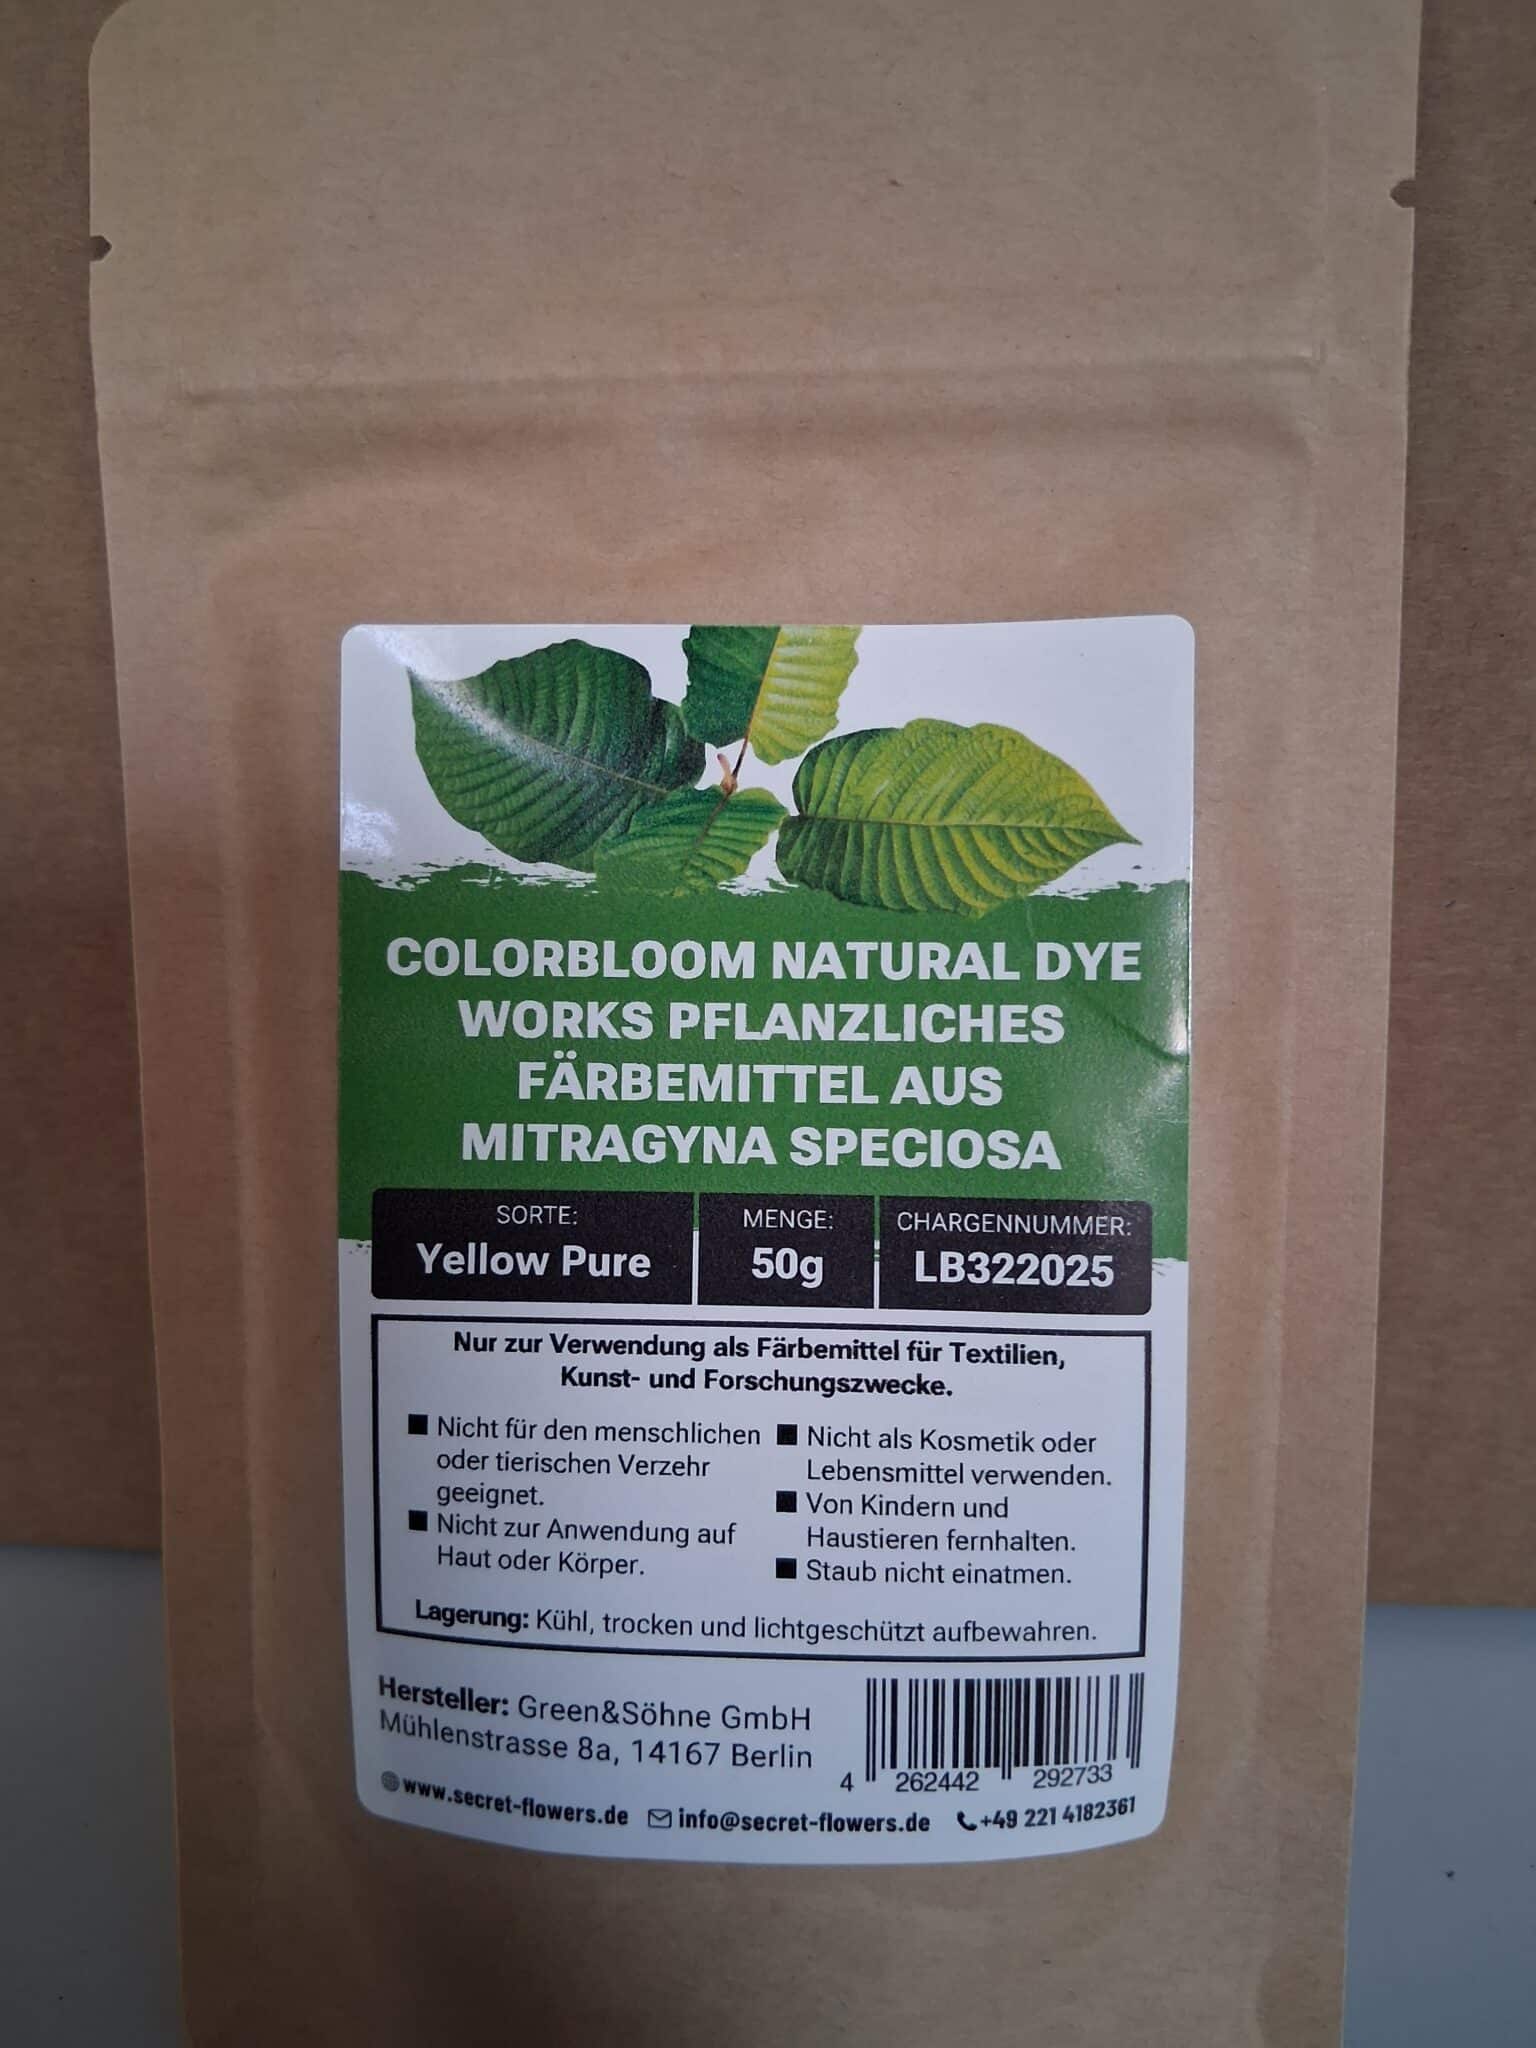 COLORBLOOM NATURAL DYE
WORKS PFLANZLICHES
FÄRBEMITTEL AUS
MITRAGYNA SPECIOSA
SORTE:
Yellow Pure
MENGE:
50g
CHARGENNUMMER:
LB322025
Nur zur Verwendung als Färbemittel für Textilien,
Kunst- und Forschungszwecke.
Nicht für den menschlichen
oder tierischen Verzehr
geeignet.
Nicht zur Anwendung auf
Haut oder Körper.
Nicht als Kosmetik oder
Lebensmittel verwenden.
Von Kindern und
Haustieren fernhalten.
Staub nicht einatmen.
Lagerung: Kühl, trocken und lichtgeschützt aufbewahren.
Hersteller: Green&Söhne GmbH
Mühlenstrasse 8a, 14167 Berlin
4 262442 292733
www.secret-flowers.de info@secret-flowers.de +49 221 4182361